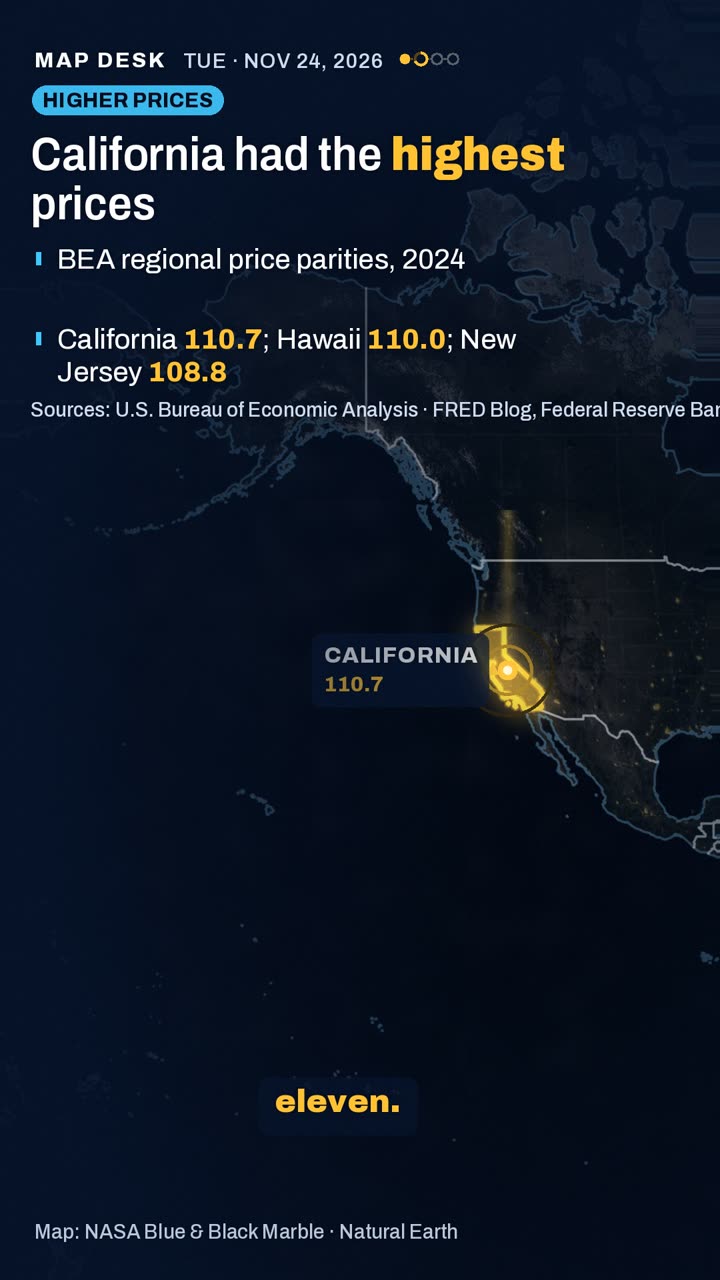 MAP DESK TUE · NOV 24, 2026
HIGHER PRICES
California had the highest
prices
BEA regional price parities, 2024
California 110.7; Hawaii 110.0; New
Jersey 108.8
Sources: U.S. Bureau of Economic Analysis · FRED Blog, Federal Reserve
CALIFORNIA
110.7
eleven.
Map: NASA Blue & Black Marble · Natural Earth